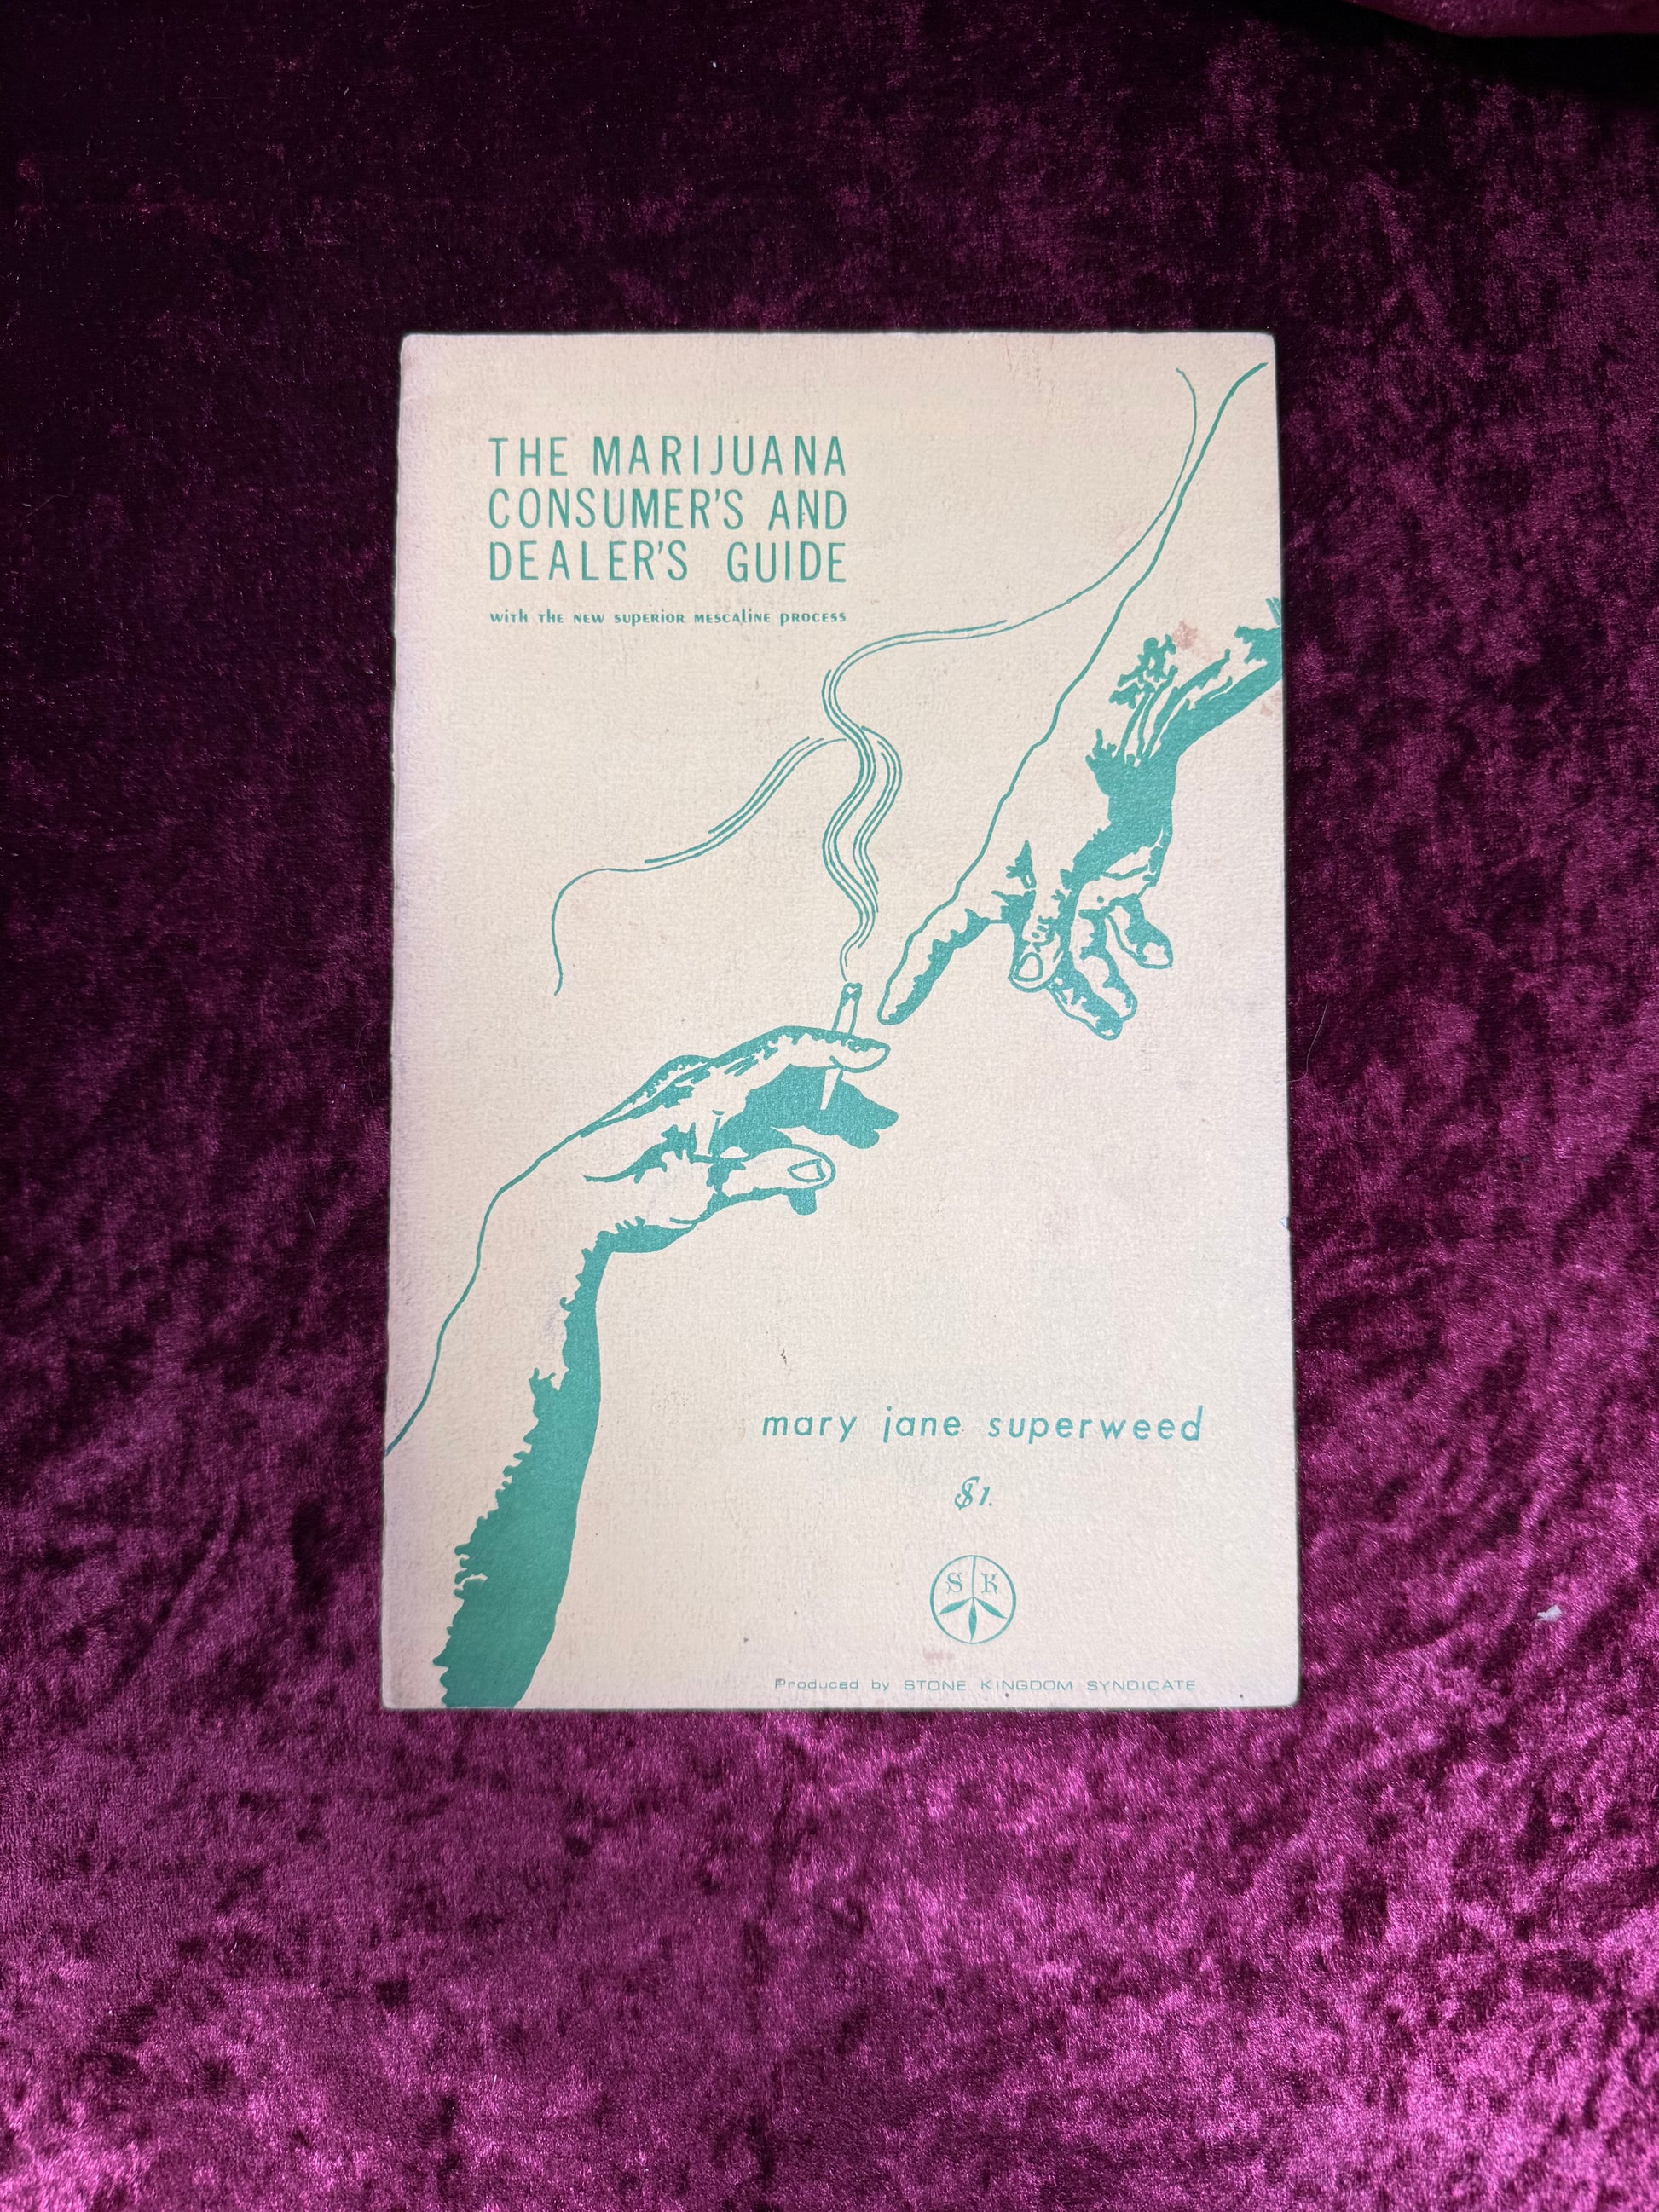 THE MARIJUANA
CONSUMER'S AND
DEALER'S GUIDE
with the new superior mescaline process
mary jane superweed
$1.
S K
Produced by STONE KINGDOM SYNDICATE